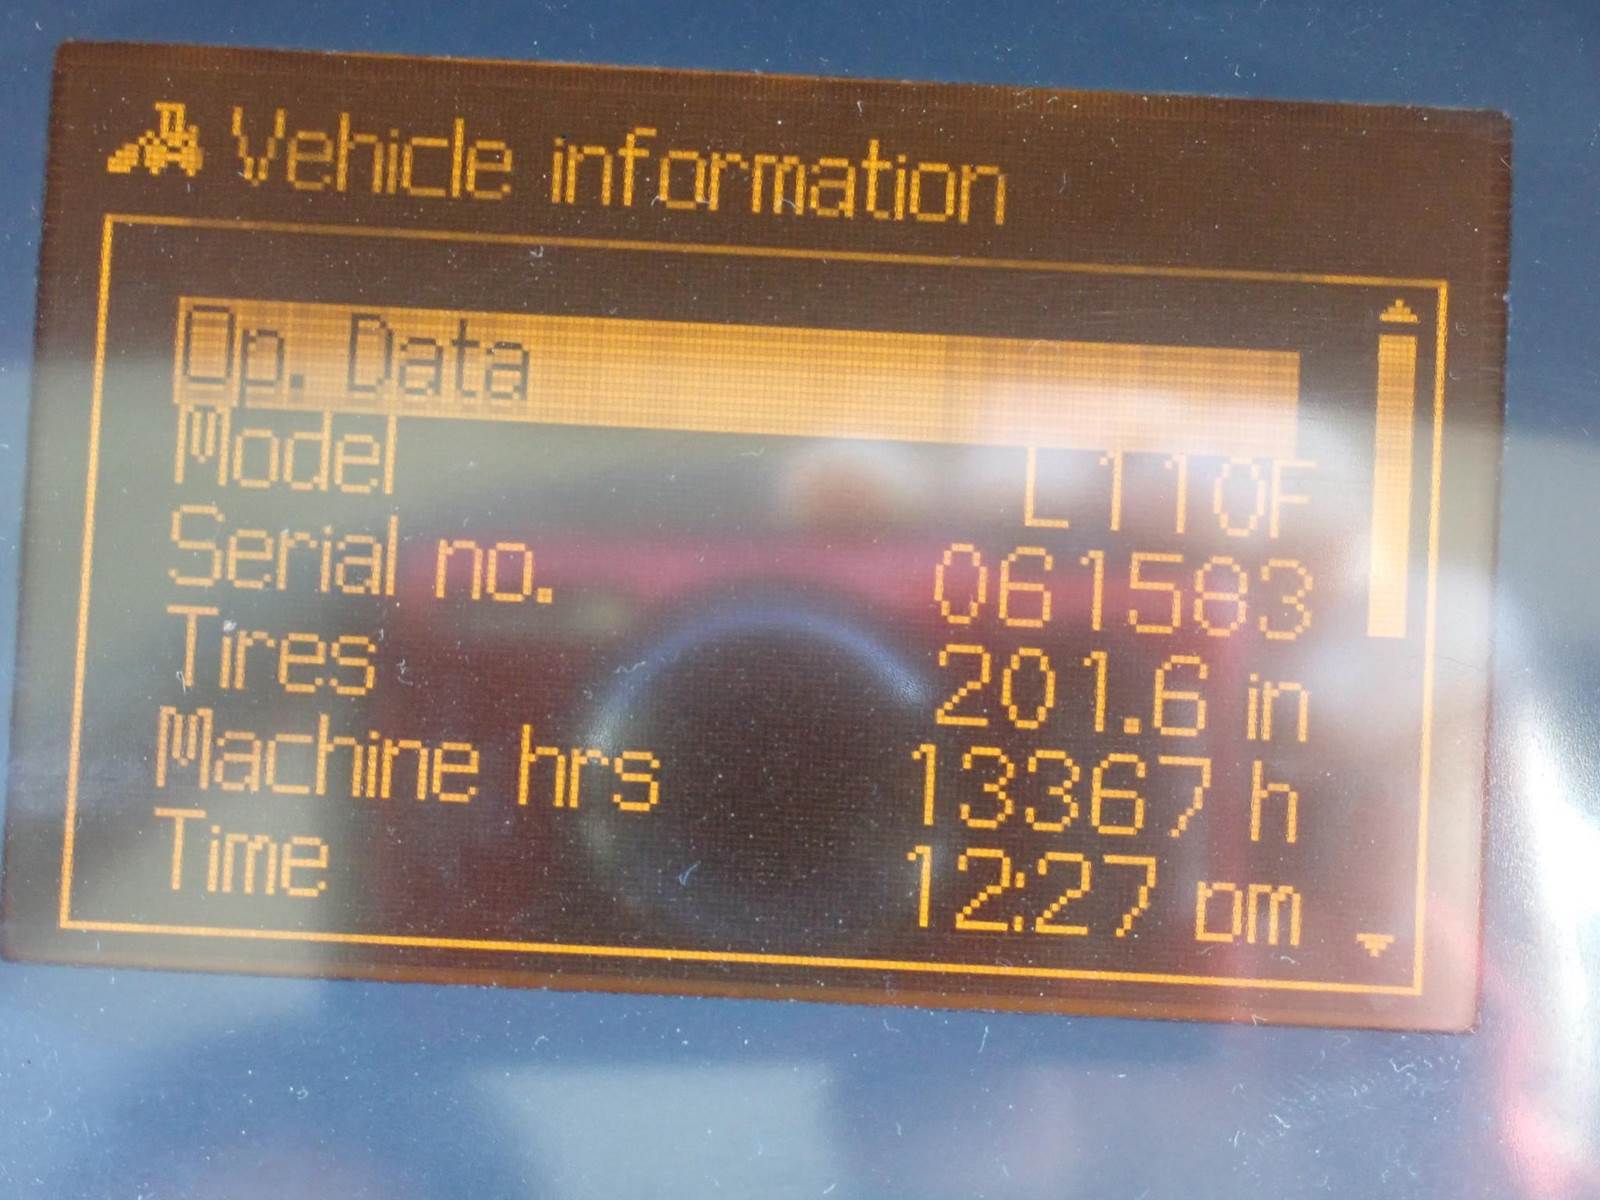 Vehicle information
Op. Data
Model L110F
Serial no. 061583
Tires 201.6 in
Machine hrs 13367 h
Time 12:27 pm